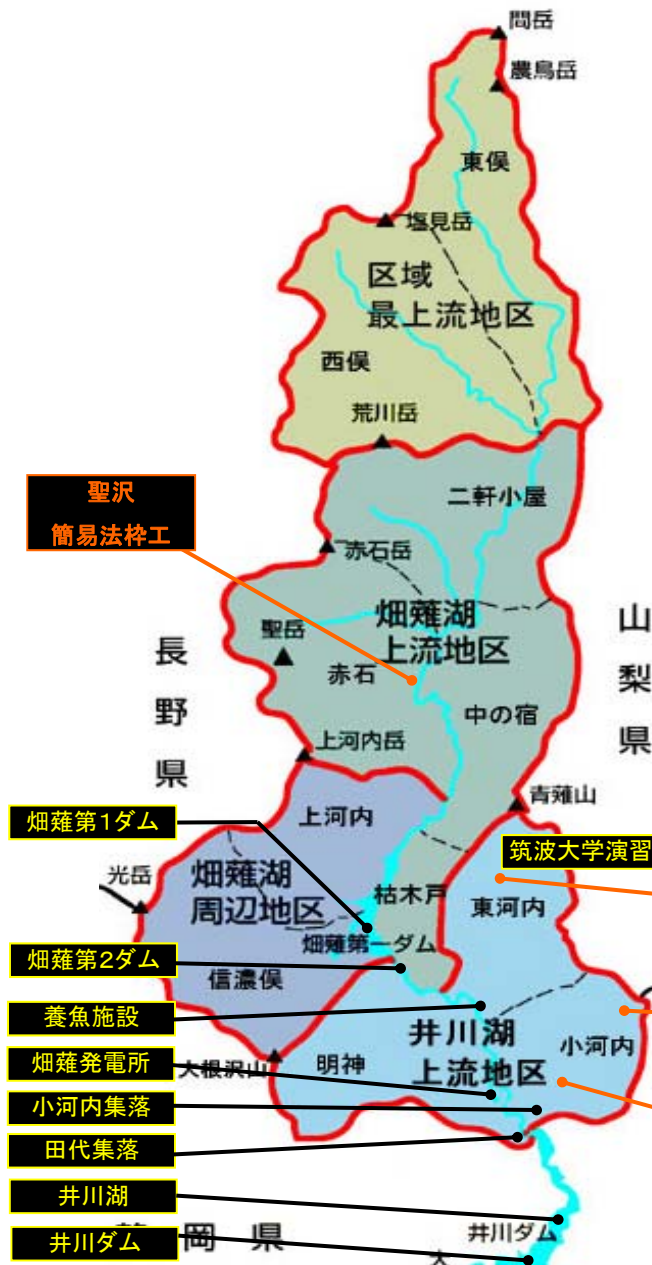 間岳
農鳥岳
東俣
塩見岳
区域
最上流地区
西俣
荒川岳
聖沢
簡易法枠工
二軒小屋
赤石岳
畑薙湖
上流地区
聖岳
赤石
中の宿
長野県
山梨県
上河内岳
青薙山
畑薙第1ダム
上河内
筑波大学演習
光岳
畑薙湖
周辺地区
枯木戸
東河内
畑薙第一ダム
畑薙第2ダム
信濃俣
養魚施設
井川湖
上流地区
小河内
畑薙発電所
大根沢山
明神
小河内集落
田代集落
井川湖
井川ダム
岡県
井川ダム